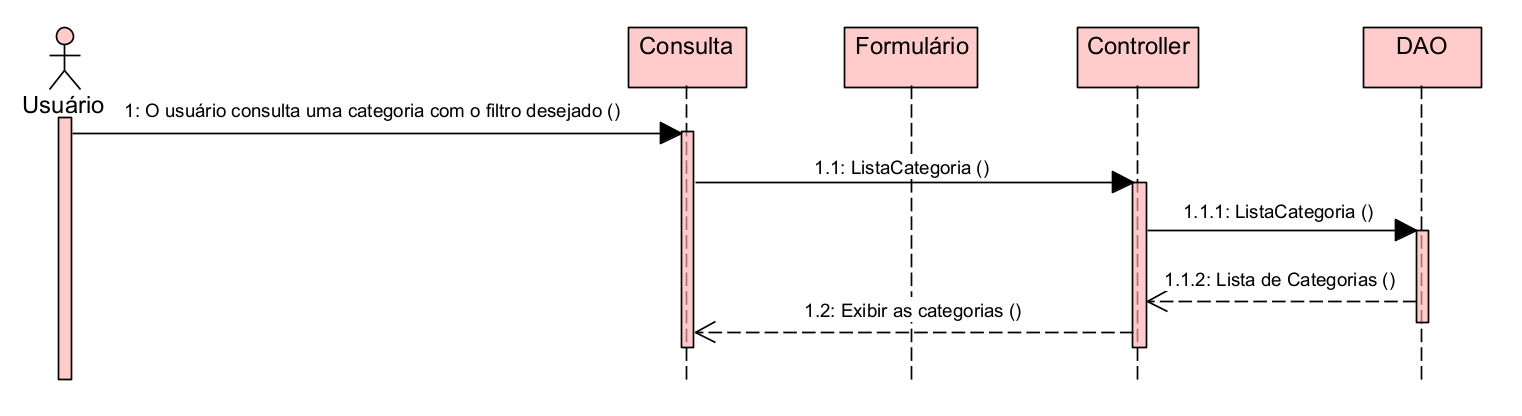 Consulta
Formulário
Controller
DAO
Usuário
1: O usuário consulta uma categoria com o filtro desejado ()
1.1: ListaCategoria ()
1.1.1: ListaCategoria ()
1.1.2: Lista de Categorias ()
1.2: Exibir as categorias ()